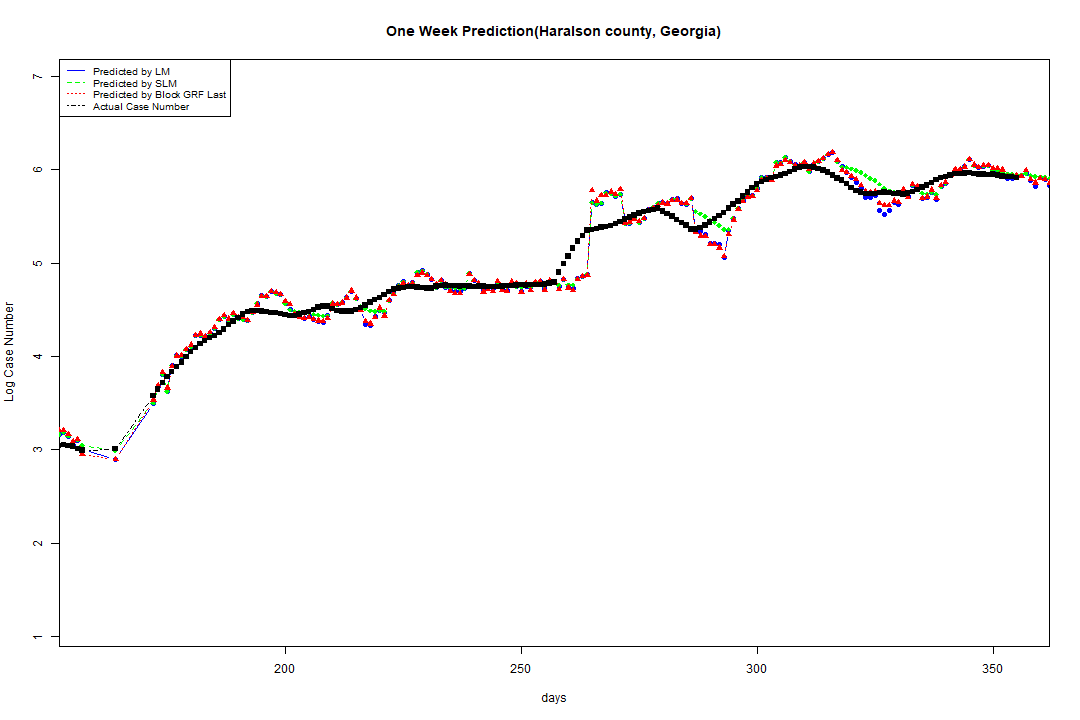 One Week Prediction(Haralson county, Georgia)
Predicted by LM
Predicted by SLM
Predicted by Block GRF Last
Actual Case Number
7
6
5
4
3
2
1
Log Case Number
200 250 300 350
days